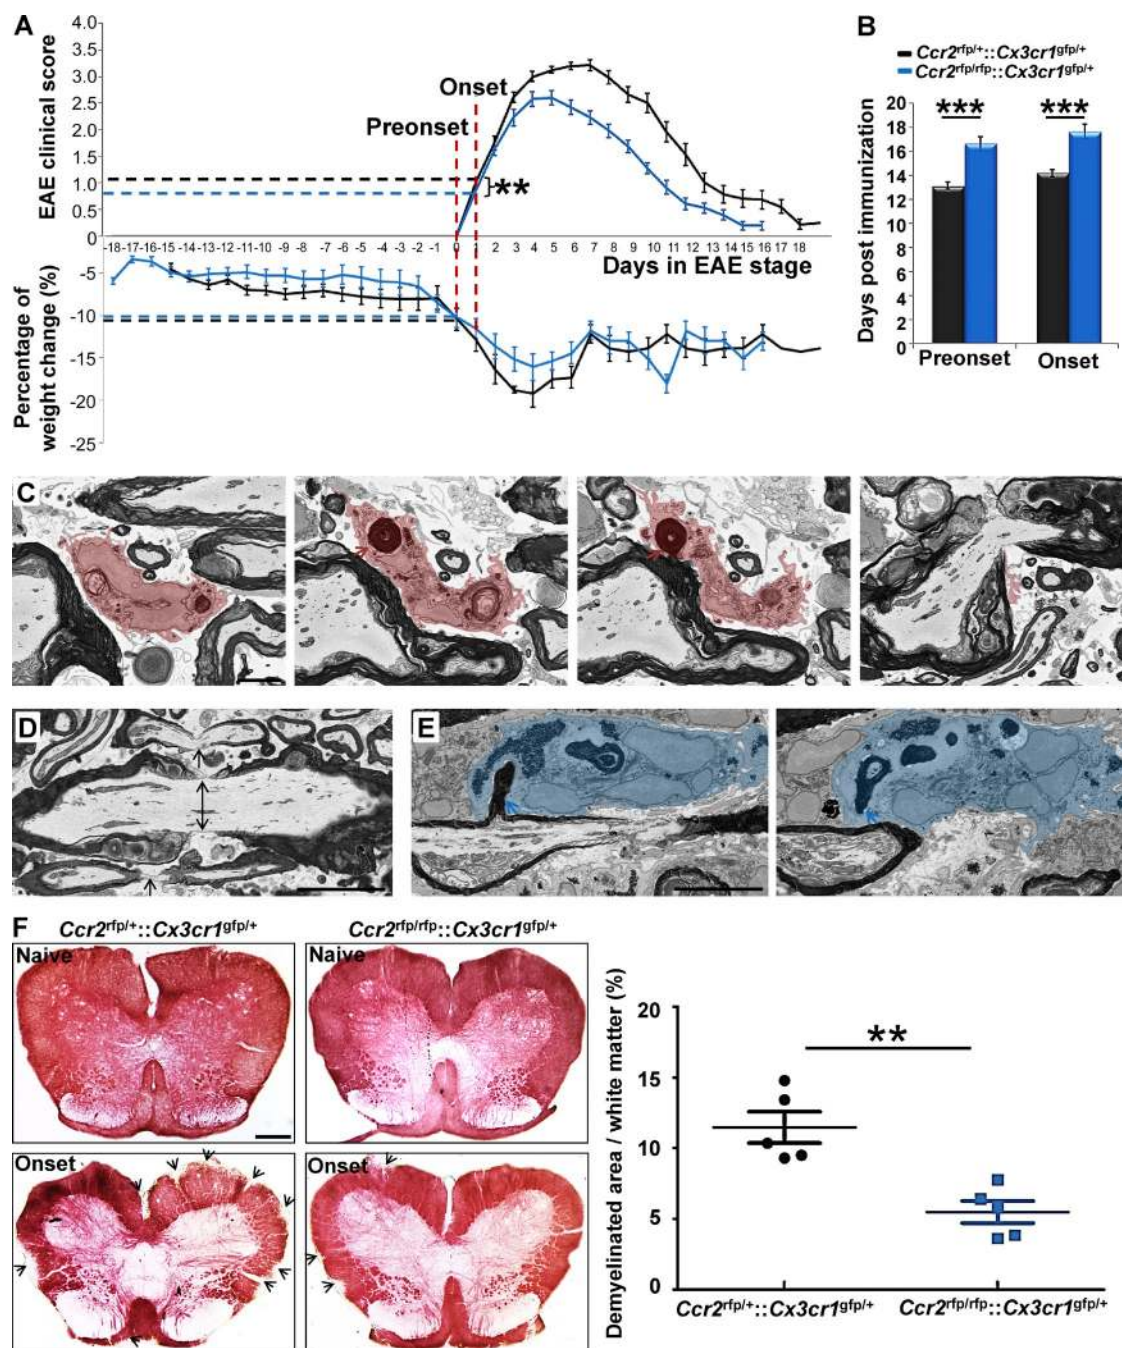 A
EAE clinical score
4.0
3.5
3.0
2.5
2.0
1.5
1.0
0.5
0
Onset
Preonset
**
-18 -17 -16 -15 -14 -13 -12 -11 -10 -9 -8 -7 -6 -5 -4 -3 -2 -1 0 1 2 3 4 5 6 7 8 9 10 11 12 13 14 15 16 17 18
Days in EAE stage
Percentage of
weight change (%)
-5
-10
-15
-20
-25
B
Ccr2rfp/+::Cx3cr1gfp/+
Ccr2rfp/rfp::Cx3cr1gfp/+
Days post immunization
20
18
16
14
12
10
8
6
4
2
0
*** ***
Preonset Onset
C
D
E
F
Ccr2rfp/+::Cx3cr1gfp/+ Ccr2rfp/rfp::Cx3cr1gfp/+
Naive Naive
Onset Onset
Demyelinated area / white matter (%)
20
15
10
5
0
**
Ccr2rfp/+::Cx3cr1gfp/+ Ccr2rfp/rfp::Cx3cr1gfp/+